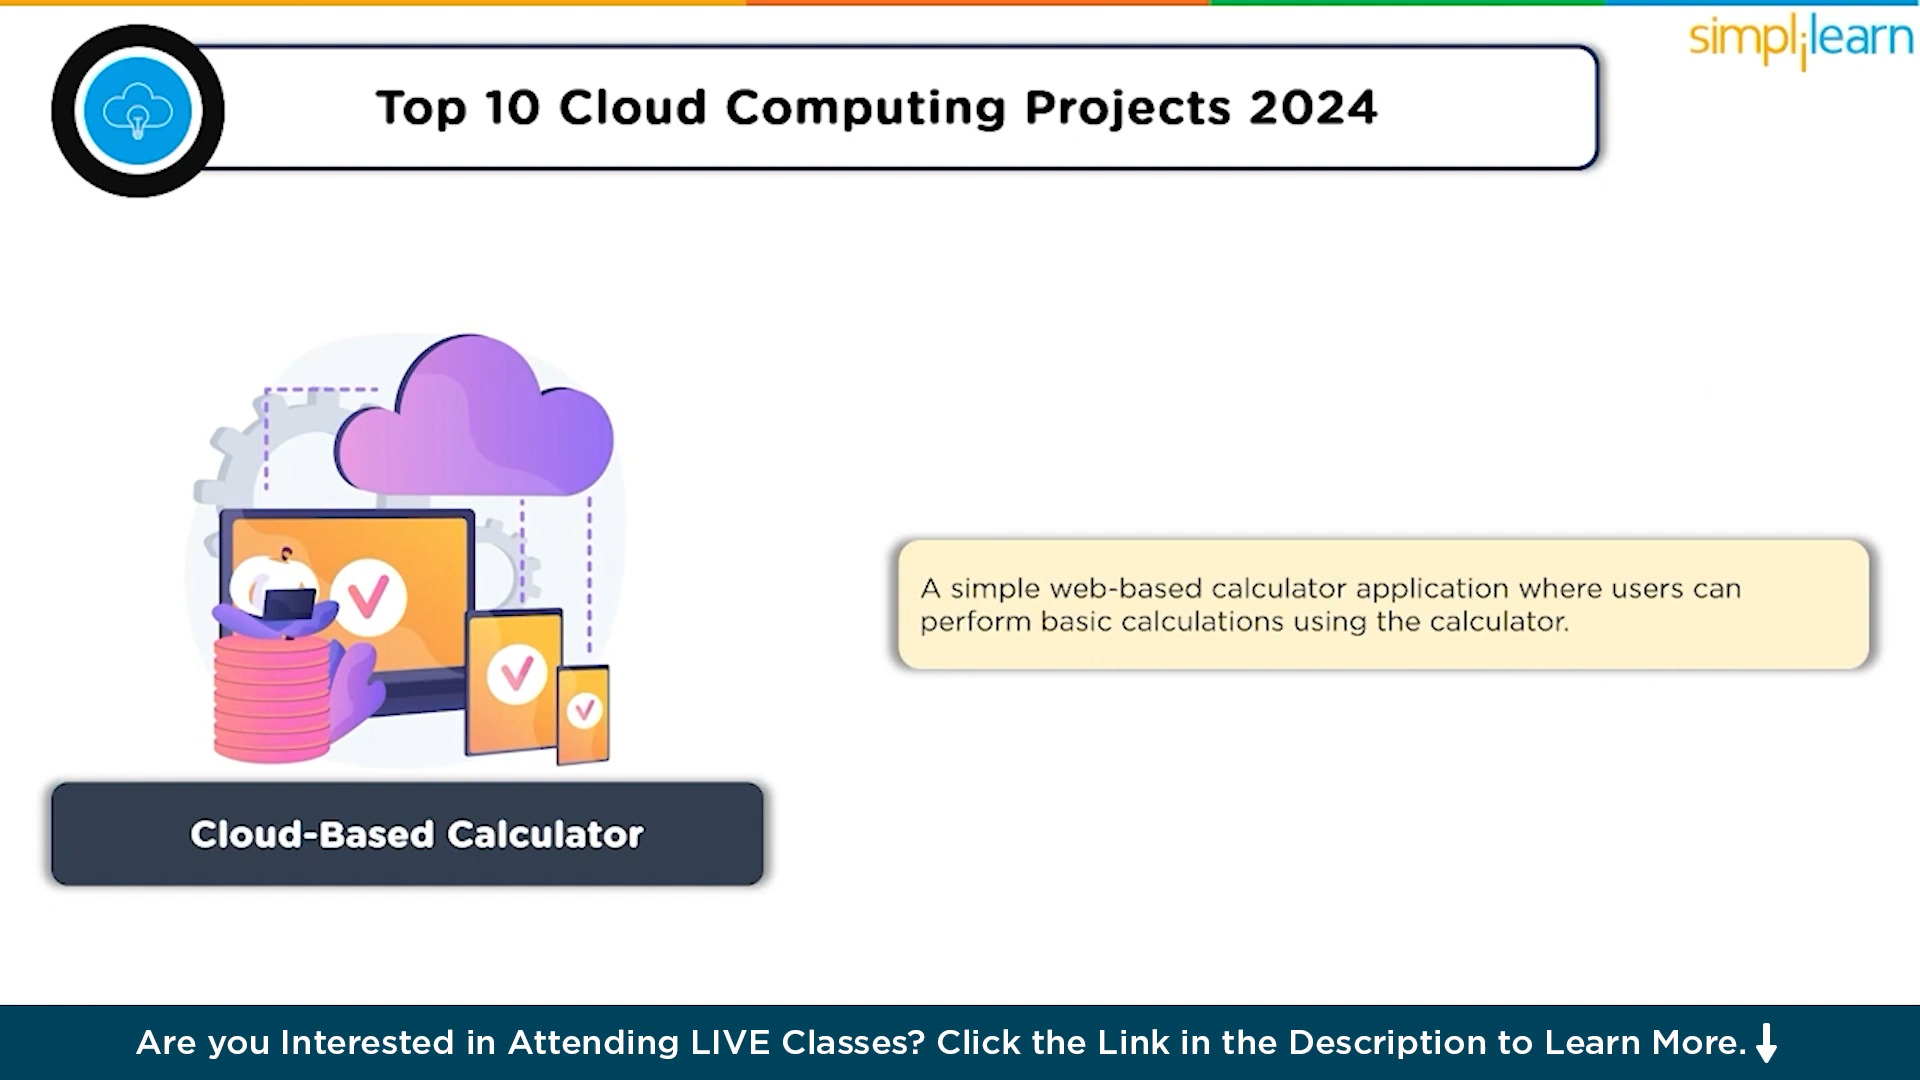 simplilearn
Top 10 Cloud Computing Projects 2024
A simple web-based calculator application where users can
perform basic calculations using the calculator.
Cloud-Based Calculator
Are you Interested in Attending LIVE Classes? Click the Link in the Description to Learn More.